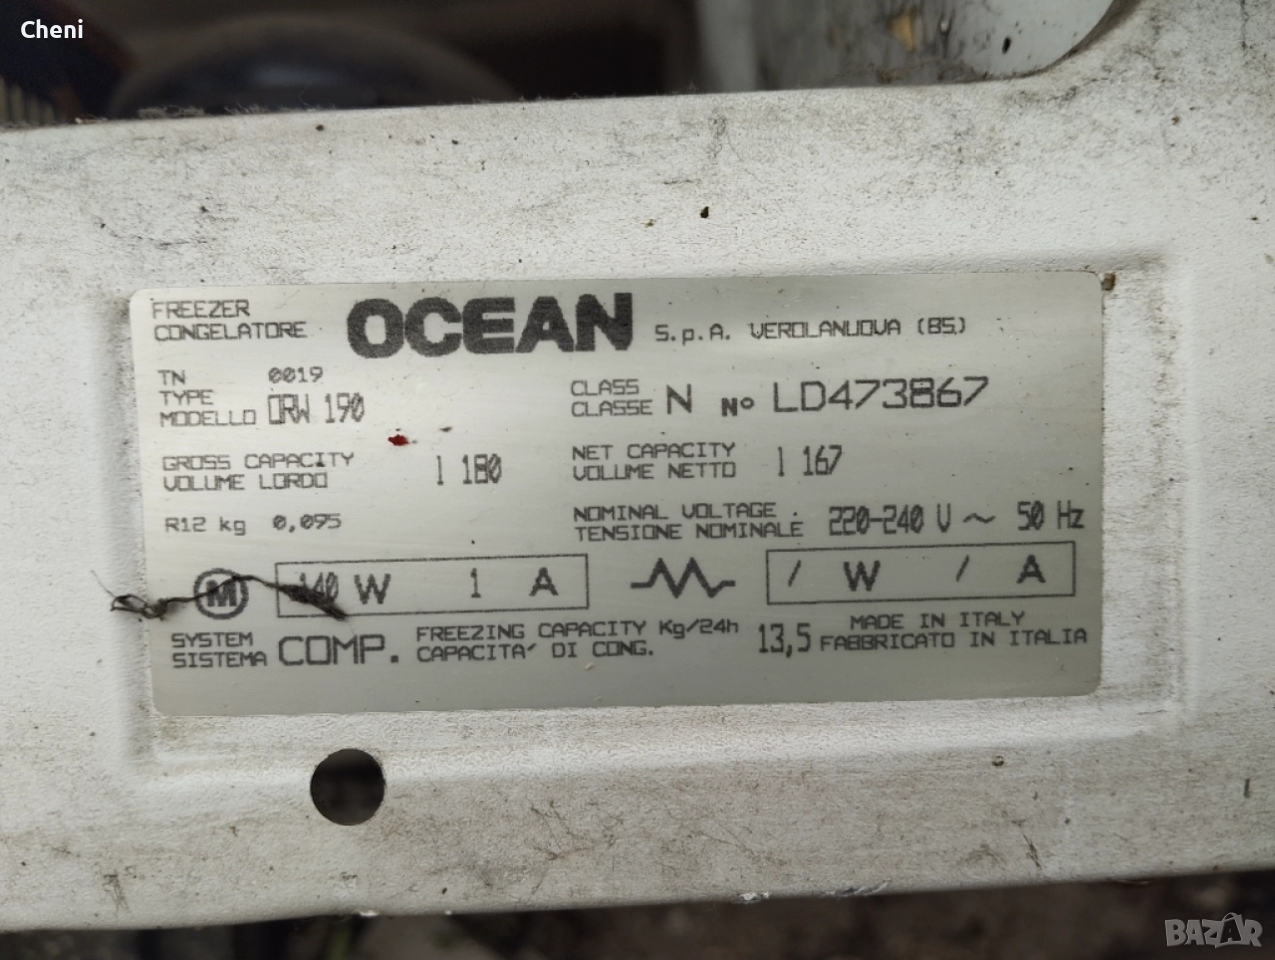 Cheni
FREEZER
CONGELATORE
OCEAN S.p.A. VEROLANUOVA (BS)
TN 0019
TYPE
MODELLO ORW 190
CLASS
CLASSE N Nº LD473867
GROSS CAPACITY
VOLUME LORDO l 180
NET CAPACITY
VOLUME NETTO l 167
R12 kg 0,095
NOMINAL VOLTAGE
TENSIONE NOMINALE 220-240 V ~ 50 Hz
M 140 W 1 A
/ W / A
SYSTEM
SISTEMA COMP.
FREEZING CAPACITY Kg/24h
CAPACITA' DI CONG. 13,5
MADE IN ITALY
FABBRICATO IN ITALIA
BAZAR